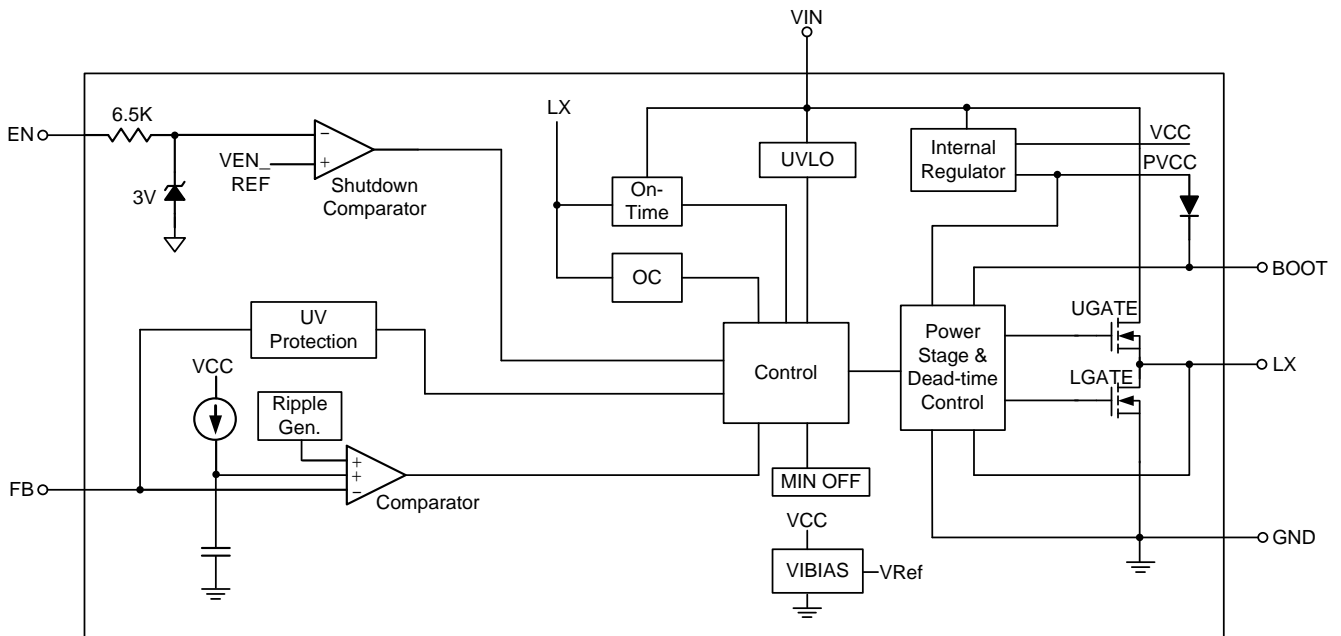 VIN
EN
6.5K
VEN_
REF
-
+
Shutdown
Comparator
3V
LX
On-
Time
OC
UVLO
Internal
Regulator
VCC
PVCC
BOOT
UV
Protection
VCC
Ripple
Gen.
+
+
-
Comparator
FB
Control
MIN OFF
VCC
VIBIAS
VRef
Power
Stage &
Dead-time
Control
UGATE
LGATE
LX
GND